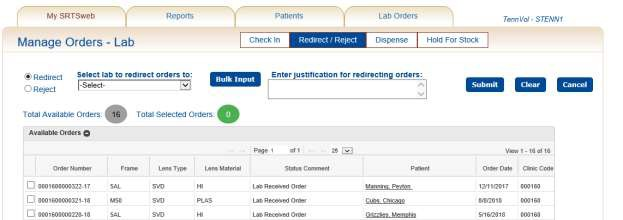 My SRTSweb Reports Patients Lab Orders TennVol - STENN1
Manage Orders - Lab Check In Redirect / Reject Dispense Hold For Stock
Redirect Select lab to redirect orders to: Bulk Input Enter justification for redirecting orders:
Reject -Select- Submit Clear Cancel
Total Available Orders: 16 Total Selected Orders: 0
Available Orders
Page 1 of 1 25 View 1 - 16 of 16
Order Number Frame Lens Type Lens Material Status Comment Patient Order Date Clinic Code
0001600000322-17 5AL SVD HI Lab Received Order Manning, Peyton 12/11/2017 000160
0001600000321-18 M50 SVD PLAS Lab Received Order Cubs, Chicago 8/8/2018 000160
0001600000220-18 5AL SVD HI Lab Received Order Grizzlies, Memphis 5/16/2018 000160